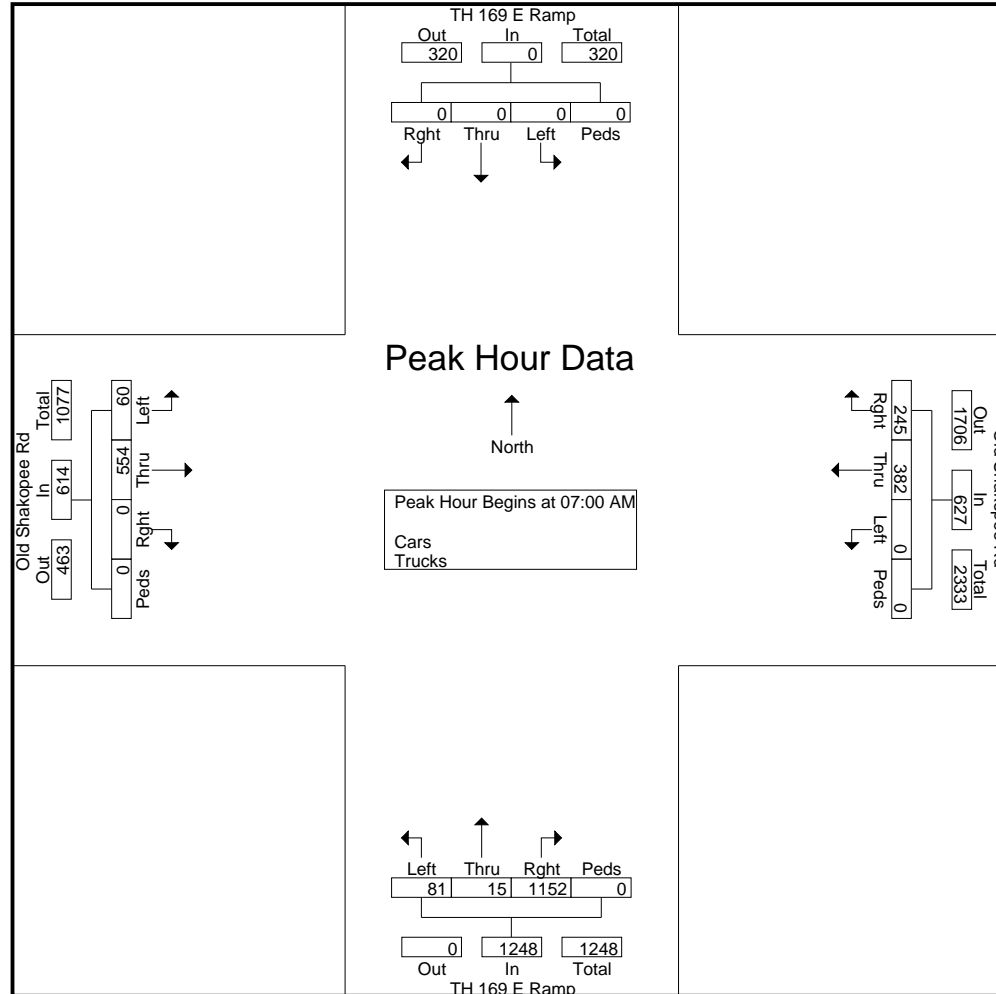 TH 169 E Ramp
Out In Total
320 0 320
0 0 0 0
Rght Thru Left Peds
Peak Hour Data
North
Peak Hour Begins at 07:00 AM
Cars
Trucks
Old Shakopee Rd
Out In Total
463 614 1077
60 554 0 0
Left Thru Rght Peds
Rght Thru Left Peds
245 382 0 0
1706 627 2333
Out In Total
Left Thru Rght Peds
81 15 1152 0
0 1248 1248
Out In Total
TH 169 E Ramp